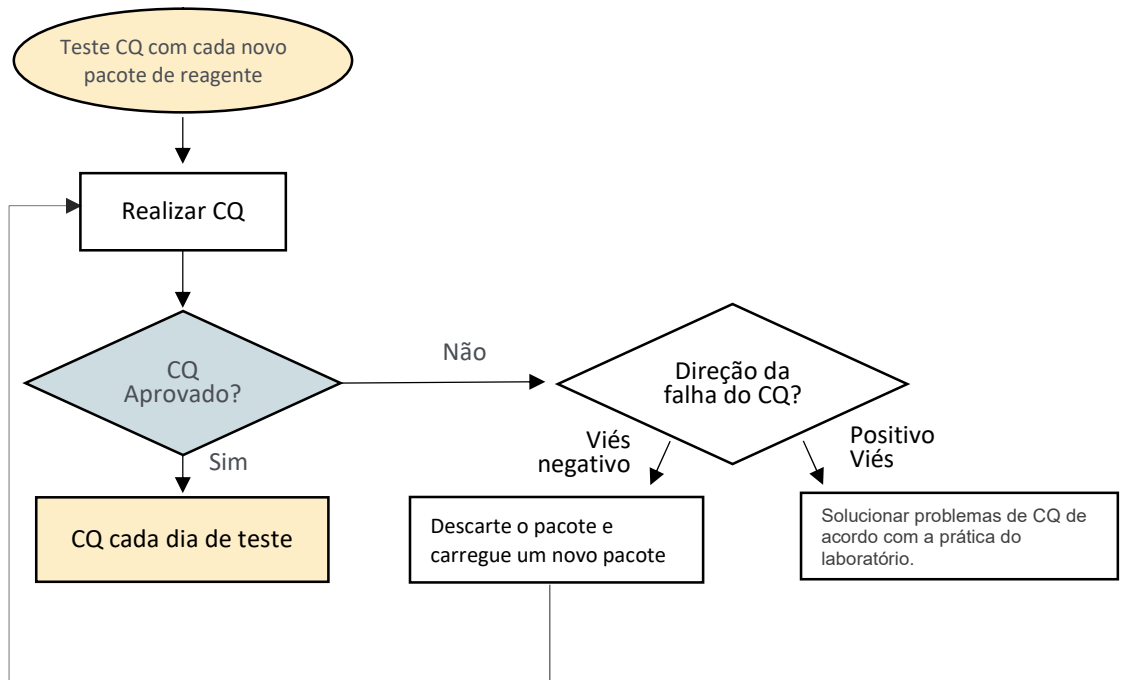 Teste CQ com cada novo
pacote de reagente
Realizar CQ
CQ
Aprovado?
Não
Sim
CQ cada dia de teste
Direção da
falha do CQ?
Viés
negativo
Positivo
Viés
Descarte o pacote e
carregue um novo pacote
Solucionar problemas de CQ de
acordo com a prática do
laboratório.